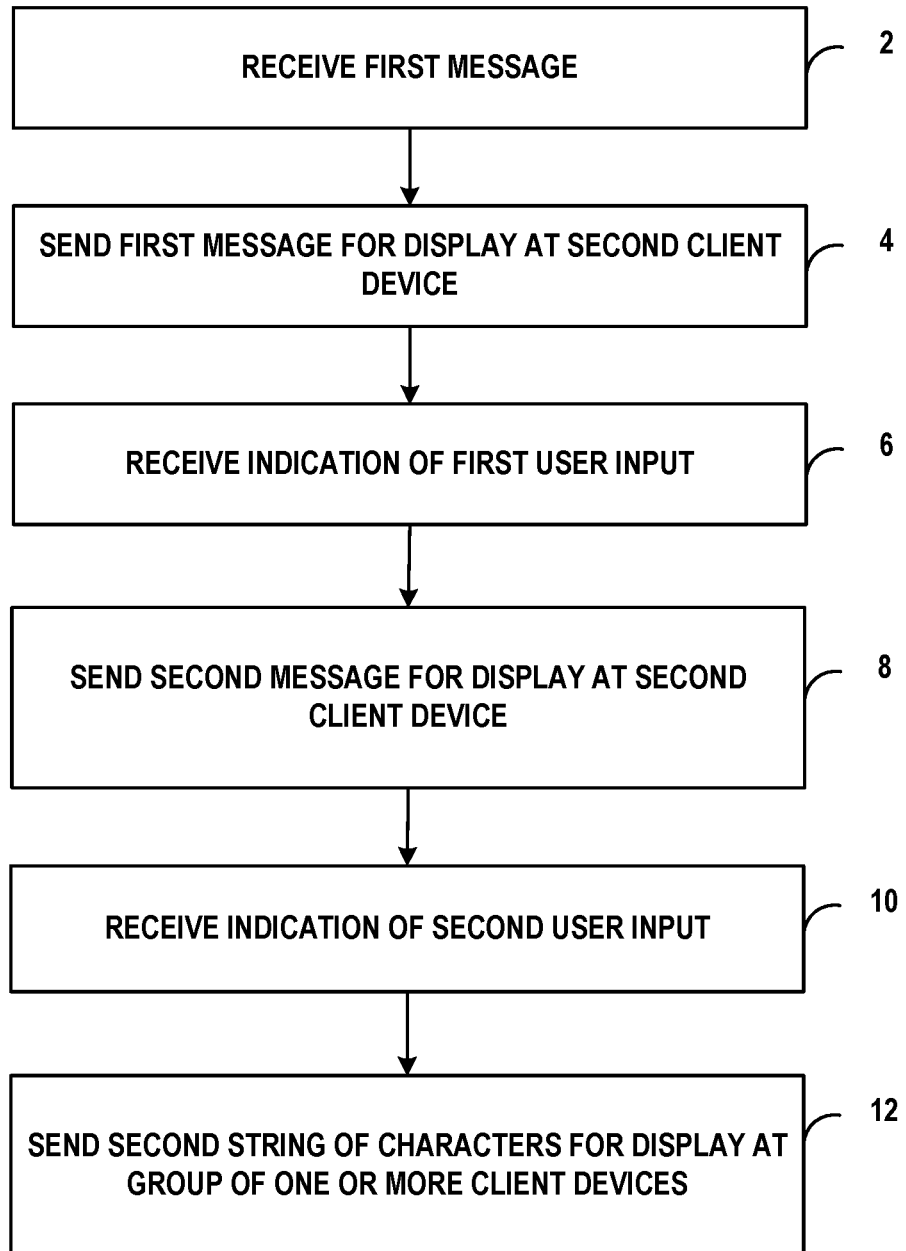 RECEIVE FIRST MESSAGE
2
SEND FIRST MESSAGE FOR DISPLAY AT SECOND CLIENT
DEVICE
4
RECEIVE INDICATION OF FIRST USER INPUT
6
SEND SECOND MESSAGE FOR DISPLAY AT SECOND
CLIENT DEVICE
8
RECEIVE INDICATION OF SECOND USER INPUT
10
SEND SECOND STRING OF CHARACTERS FOR DISPLAY AT
GROUP OF ONE OR MORE CLIENT DEVICES
12